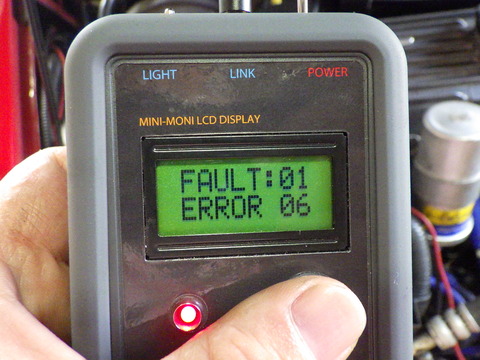 LIGHT LINK POWER
MINI-MONI LCD DISPLAY
FAULT:01
ERROR 06